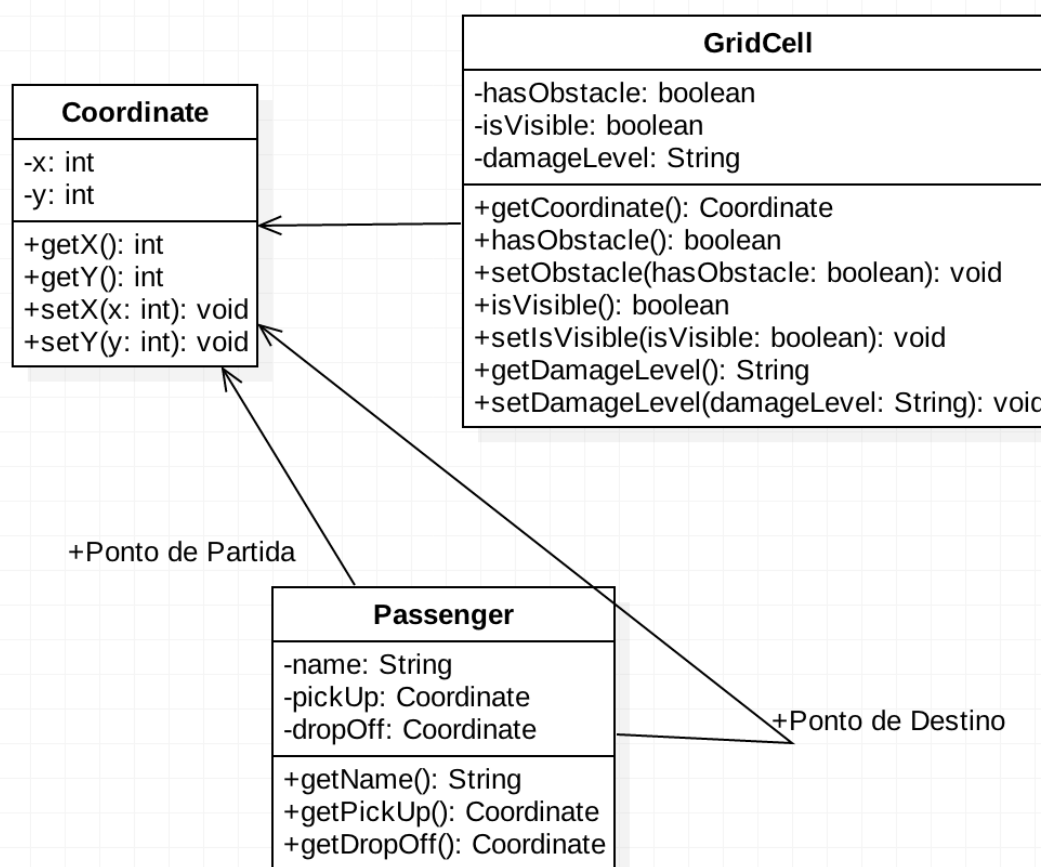 Coordinate
-x: int
-y: int
+getX(): int
+getY(): int
+setX(x: int): void
+setY(y: int): void
GridCell
-hasObstacle: boolean
-isVisible: boolean
-damageLevel: String
+getCoordinate(): Coordinate
+hasObstacle(): boolean
+setObstacle(hasObstacle: boolean): void
+isVisible(): boolean
+setIsVisible(isVisible: boolean): void
+getDamageLevel(): String
+setDamageLevel(damageLevel: String): void
+Ponto de Partida
Passenger
-name: String
-pickUp: Coordinate
-dropOff: Coordinate
+getName(): String
+getPickUp(): Coordinate
+getDropOff(): Coordinate
+Ponto de Destino